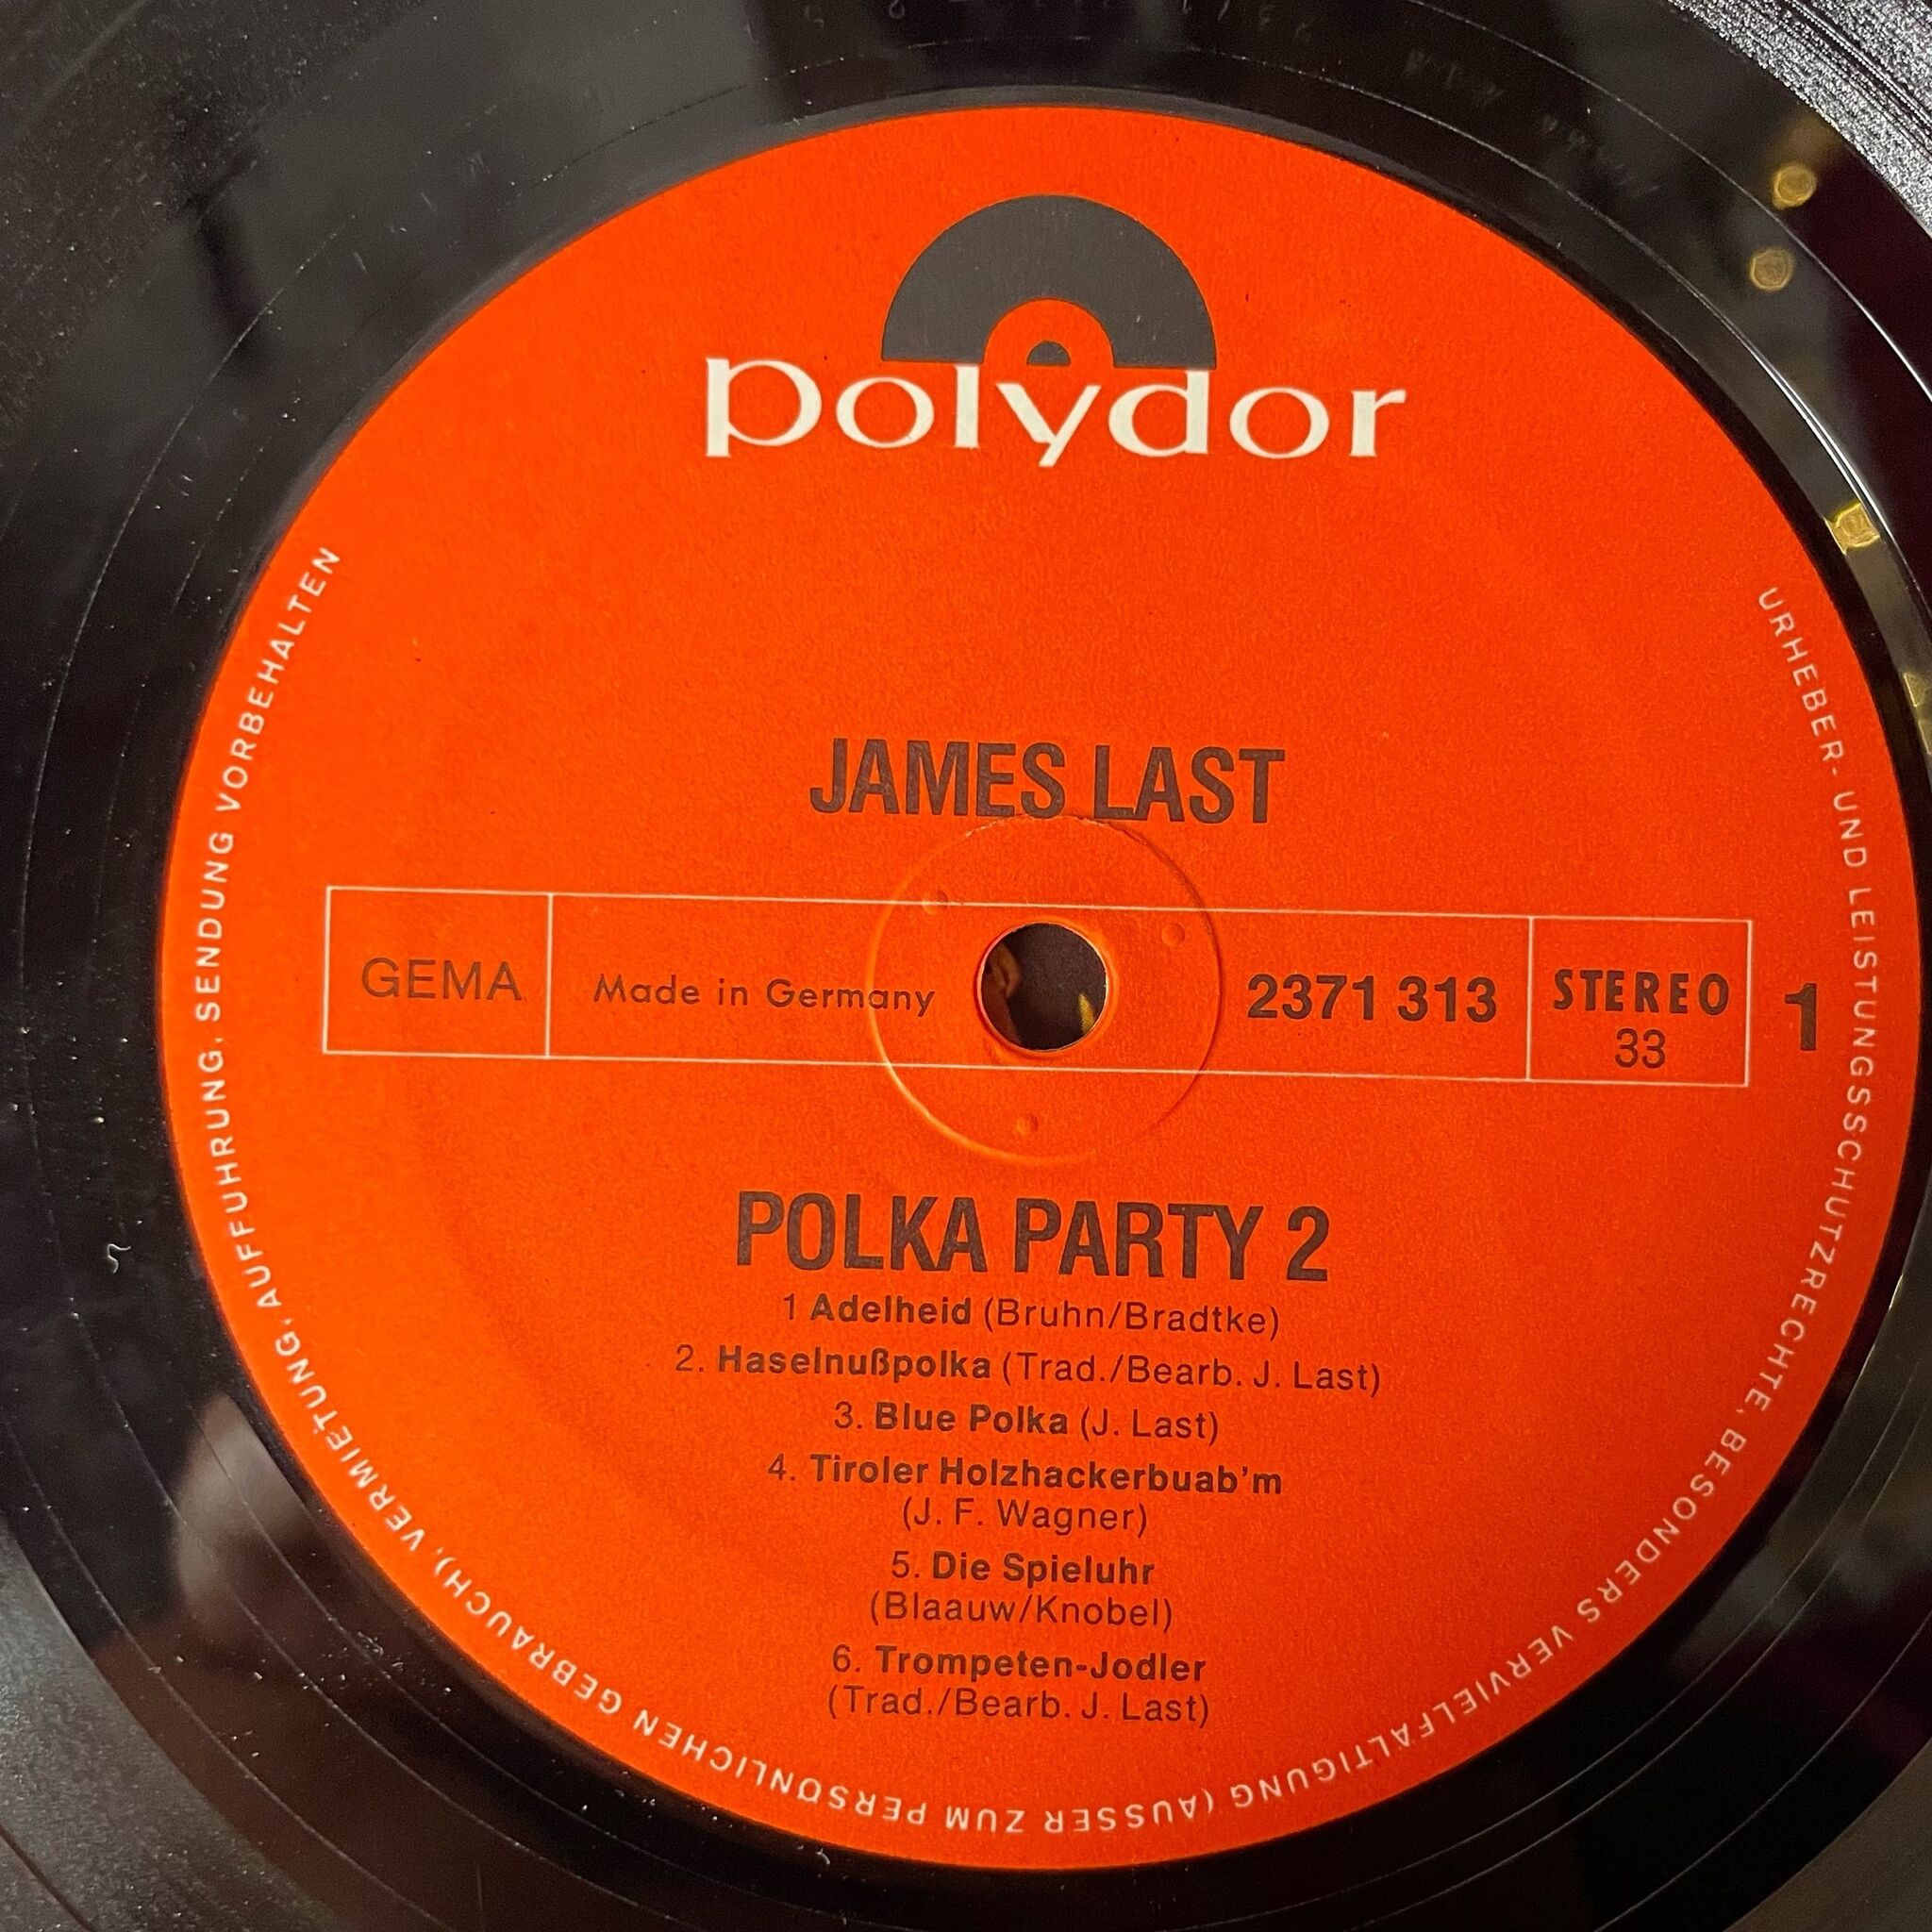 polydor
JAMES LAST
GEMA
Made in Germany
2371 313
STEREO
33
1
POLKA PARTY 2
1 Adelheid (Bruhn/Bradtke)
2. Haselnußpolka (Trad./Bearb. J. Last)
3. Blue Polka (J. Last)
4. Tiroler Holzhackerbuab'm
(J. F. Wagner)
5. Die Spieluhr
(Blaauw/Knobel)
6. Trompeten-Jodler
(Trad./Bearb. J. Last)
URHEBER- UND LEISTUNGSSCHUTZRECHTE, BESONDERS VERVIELFÄLTIGUNG (AUSSER ZUM PERSÖNLICHEN GEBRAUCH), VERMIETUNG, AUFFÜHRUNG, SENDUNG VORBEHALTEN